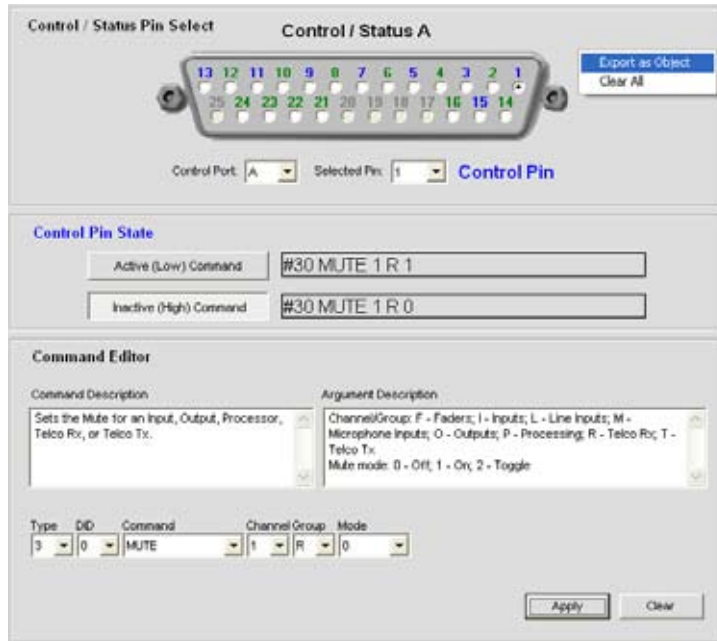 Control / Status Pin Select
Control / Status A
Export as Object
Clear All
13 12 11 10 9 8 7 6 5 4 3 2 1
25 24 23 22 21 20 19 18 17 16 15 14
Control Port: A Selected Pin: 1 Control Pin
Control Pin State
Active (Low) Command #30 MUTE 1 R 1
Inactive (High) Command #30 MUTE 1 R 0
Command Editor
Command Description
Argument Description
Sets the Mute for an Input, Output, Processor,
Telco Rx, or Telco Tx.
Channel/Group: F - Faders; I - Inputs; L - Line Inputs; M -
Microphone Inputs; O - Outputs; P - Processing; R - Telco Rx; T -
Telco Tx
Mute mode: 0 - Off; 1 - On; 2 - Toggle
Type DID Command Channel Group Mode
3 0 MUTE 1 R 0
Apply Clear